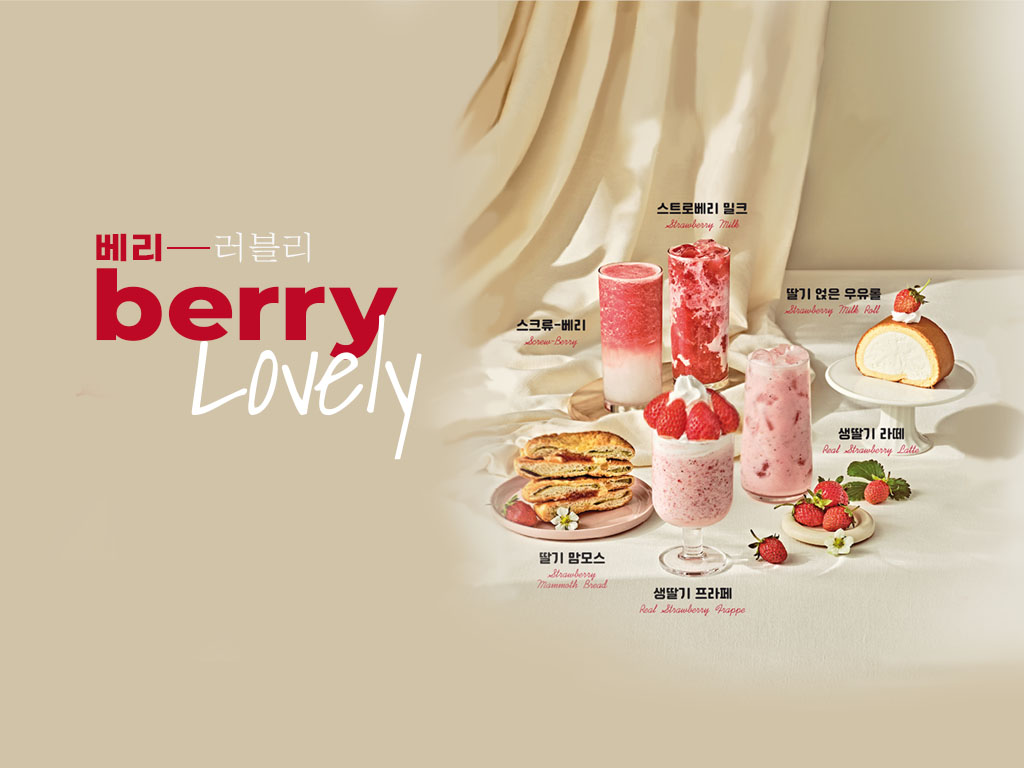 베리—러블리
berry
Lovely
스트로베리 밀크
Strawberry Milk
딸기 얹은 우유롤
Strawberry Milk Roll
스크류-베리
Screw-Berry
생딸기 라떼
Real Strawberry Latte
딸기 맘모스
Strawberry
Mammoth Bread
생딸기 프라페
Real Strawberry Frappe